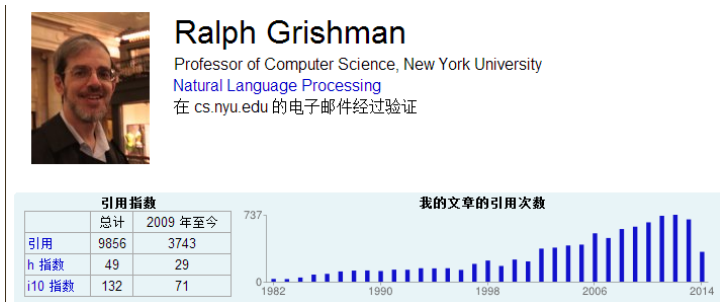 Ralph Grishman
Professor of Computer Science, New York University
Natural Language Processing
在 cs.nyu.edu 的电子邮件经过验证
引用指数
总计 2009 年至今
引用 9856 3743
h 指数 49 29
i10 指数 132 71
我的文章的引用次数
737
0
1982 1990 1998 2006 2014